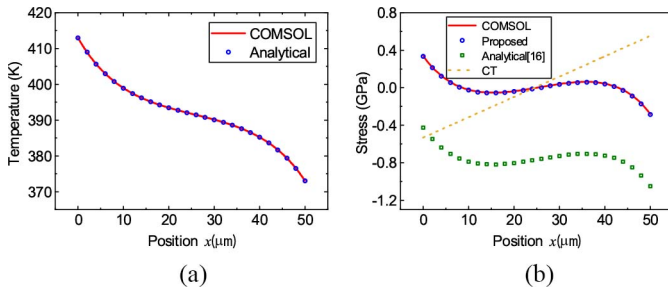 420
410
400
390
380
370
Temperature (K)
COMSOL
Analytical
0 10 20 30 40 50
Position x(μm)
(a)
0.8
0.4
0.0
-0.4
-0.8
-1.2
Stress (GPa)
COMSOL
Proposed
Analytical[16]
CT
0 10 20 30 40 50
Position x(μm)
(b)